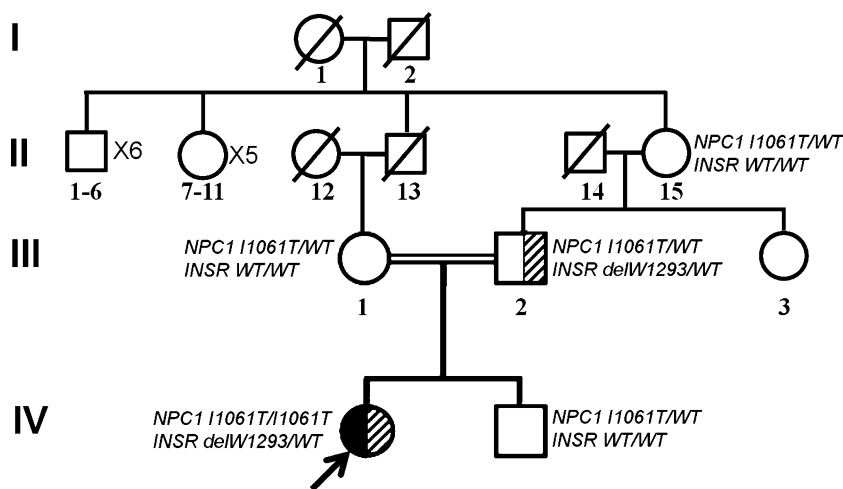 I
1
2
II
X6
X5
1-6
7-11
12
13
14
15
NPC1 I1061T/WT
INSR WT/WT
III
NPC1 I1061T/WT
INSR WT/WT
1
2
NPC1 I1061T/WT
INSR delW1293/WT
3
IV
NPC1 I1061T/I1061T
INSR delW1293/WT
NPC1 I1061T/WT
INSR WT/WT